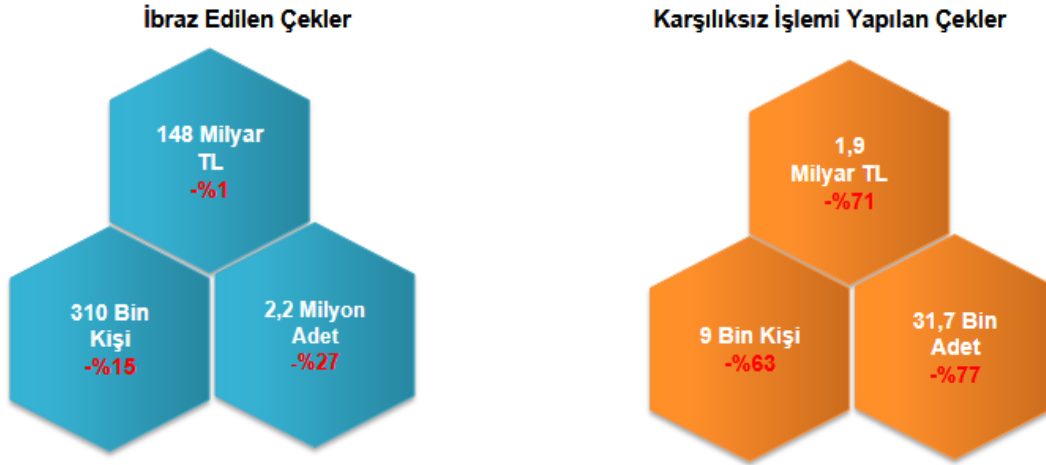 İbraz Edilen Çekler
148 Milyar
TL
-%1
310 Bin
Kişi
-%15
2,2 Milyon
Adet
-%27
Karşılıksız İşlemi Yapılan Çekler
1,9
Milyar TL
-%71
9 Bin Kişi
-%63
31,7 Bin
Adet
-%77